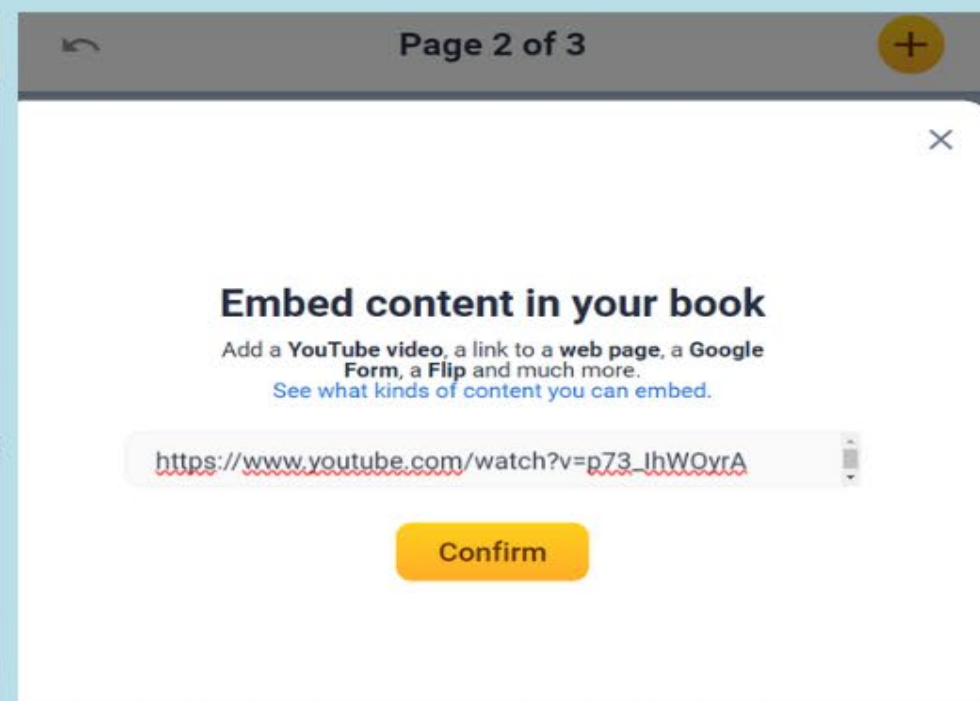 Page 2 of 3
Embed content in your book
Add a YouTube video, a link to a web page, a Google
Form, a Flip and much more.
See what kinds of content you can embed.
https://www.youtube.com/watch?v=p73_IhWOyrA
Confirm